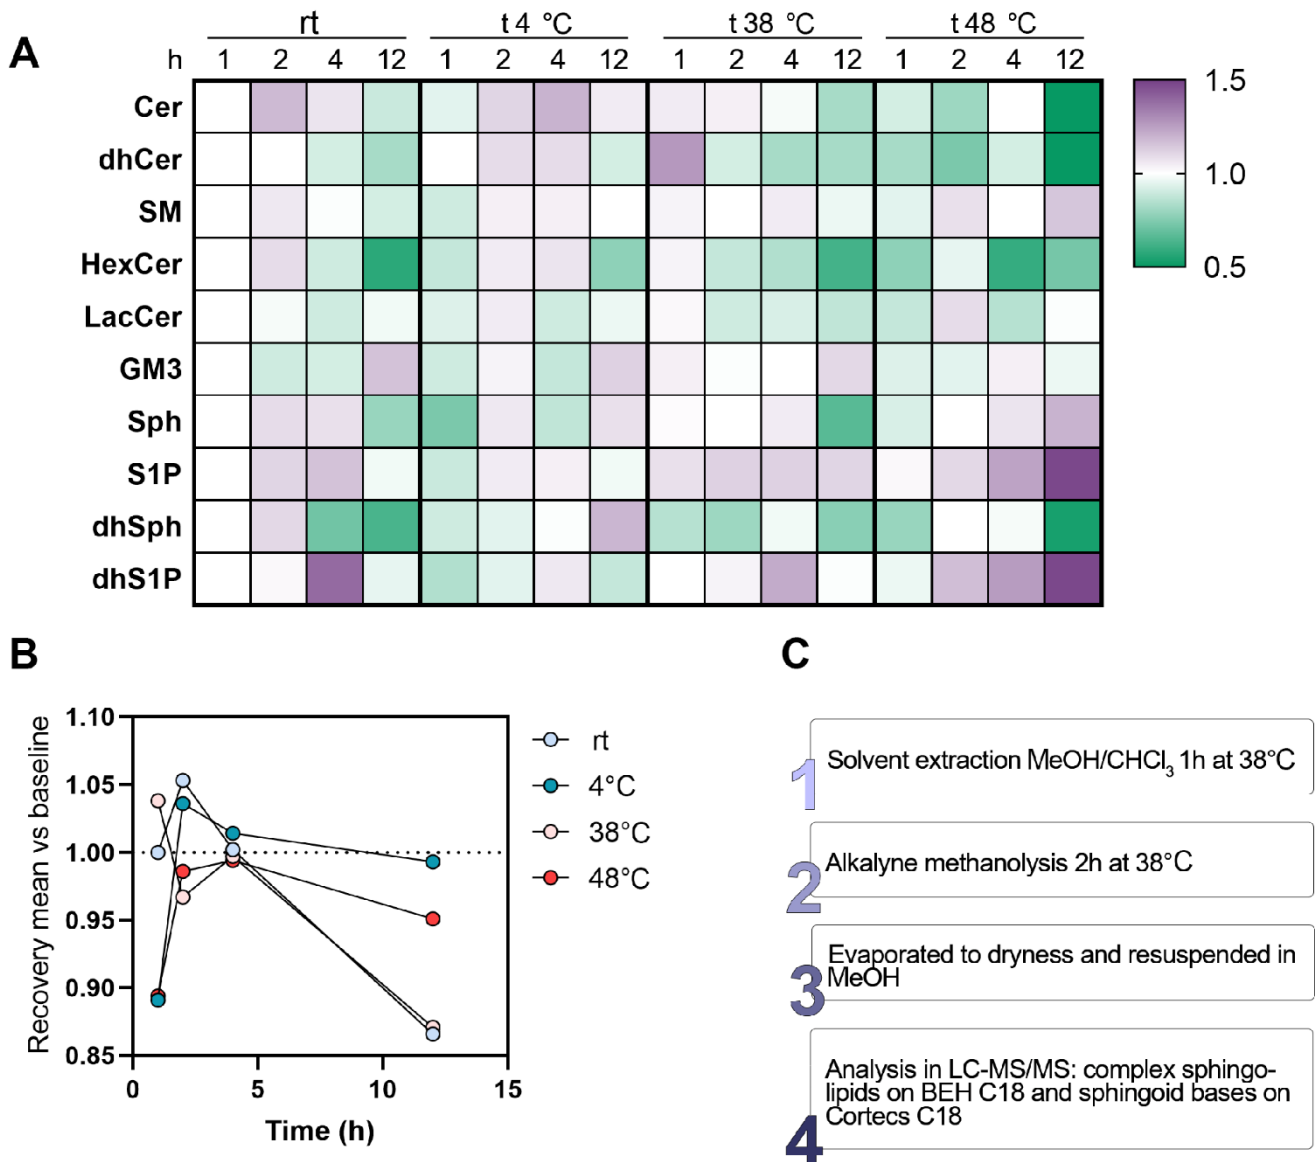 A
rt t 4 °C t 38 °C t 48 °C
h 1 2 4 12 1 2 4 12 1 2 4 12 1 2 4 12
Cer
dhCer
SM
HexCer
LacCer
GM3
Sph
S1P
dhSph
dhS1P
1.5
1.0
0.5
B
Recovery mean vs baseline
1.10
1.05
1.00
0.95
0.90
0.85
0 5 10 15
Time (h)
rt
4°C
38°C
48°C
C
1 Solvent extraction MeOH/CHCl₃ 1h at 38°C
2 Alkalyne methanolysis 2h at 38°C
3 Evaporated to dryness and resuspended in
MeOH
4 Analysis in LC-MS/MS: complex sphingo-
lipids on BEH C18 and sphingoid bases on
Cortecs C18